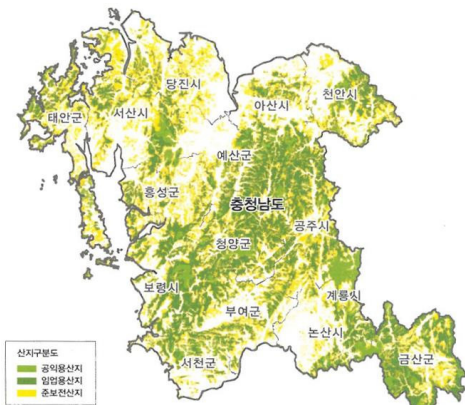 당진시
천안시
아산시
서산시
태안군
예산군
홍성군
충청남도
공주시
청양군
보령시
계룡시
부여군
논산시
금산군
서천군
산지구분도
공익용산지
임업용산지
준보전산지